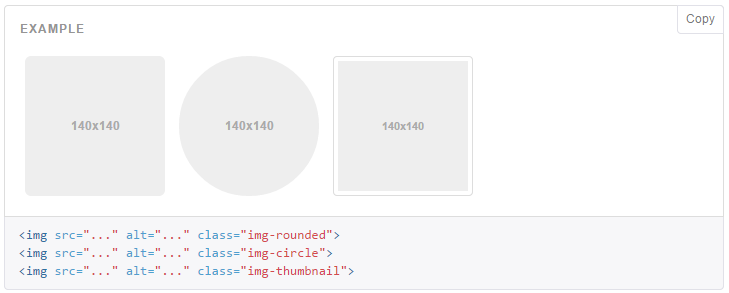 Copy
EXAMPLE
140x140 140x140 140x140
<img src="..." alt="..." class="img-rounded">
<img src="..." alt="..." class="img-circle">
<img src="..." alt="..." class="img-thumbnail">